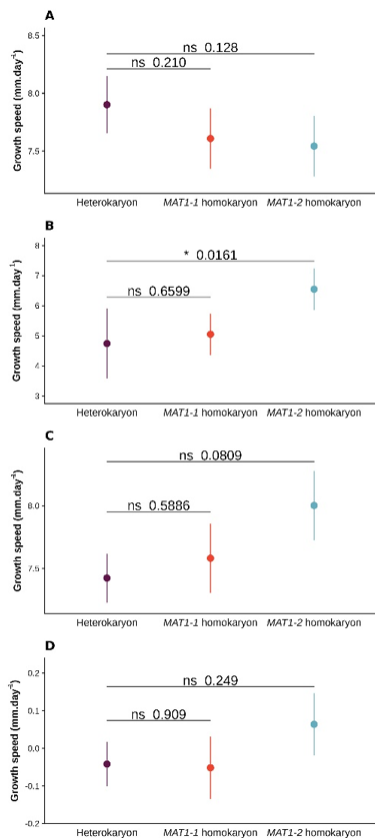 A
Growth speed (mm.day⁻¹)
8.5
8.0
7.5
ns 0.128
ns 0.210
Heterokaryon MAT1-1 homokaryon MAT1-2 homokaryon
B
Growth speed (mm.day⁻¹)
8
7
6
5
4
3
* 0.0161
ns 0.6599
Heterokaryon MAT1-1 homokaryon MAT1-2 homokaryon
C
Growth speed (mm.day⁻¹)
8.0
7.5
ns 0.0809
ns 0.5886
Heterokaryon MAT1-1 homokaryon MAT1-2 homokaryon
D
Growth speed (mm.day⁻¹)
0.2
0.1
0.0
-0.1
-0.2
ns 0.249
ns 0.909
Heterokaryon MAT1-1 homokaryon MAT1-2 homokaryon